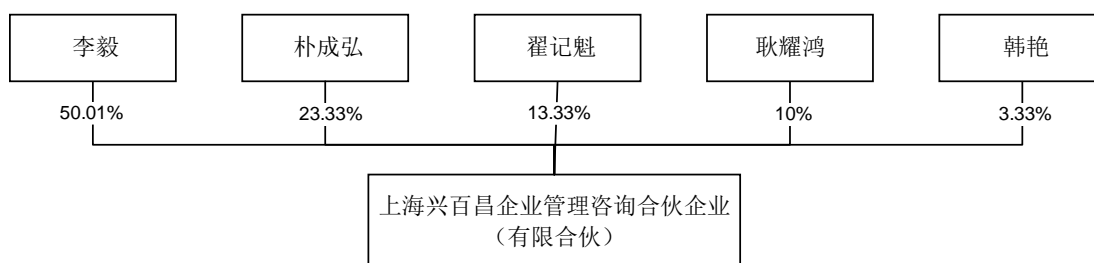 李毅
朴成弘
翟记魁
耿耀鸿
韩艳
50.01%
23.33%
13.33%
10%
3.33%
上海兴百昌企业管理咨询合伙企业
（有限合伙）